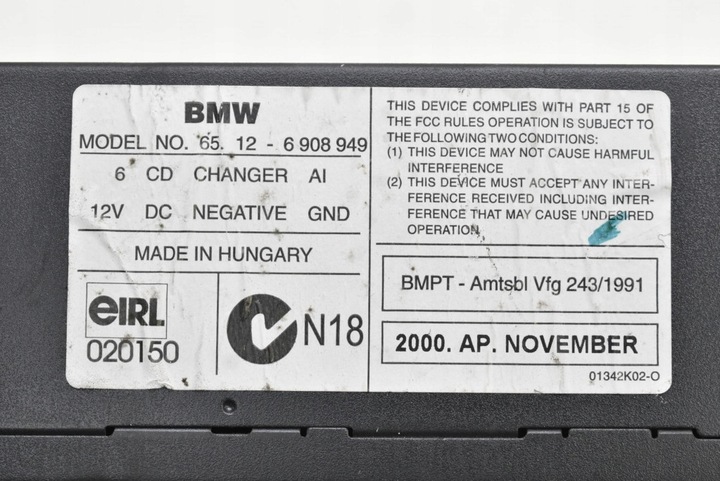 BMW
MODEL NO. 65. 12 - 6 908 949
6 CD CHANGER AI
12V DC NEGATIVE GND
MADE IN HUNGARY
eIRL
020150
N18
THIS DEVICE COMPLIES WITH PART 15 OF
THE FCC RULES OPERATION IS SUBJECT TO
THE FOLLOWING TWO CONDITIONS:
(1) THIS DEVICE MAY NOT CAUSE HARMFUL
INTERFERENCE
(2) THIS DEVICE MUST ACCEPT ANY INTER-
FERENCE RECEIVED INCLUDING INTER-
FERENCE THAT MAY CAUSE UNDESIRED
OPERATION.
BMPT - Amtsbl Vfg 243/1991
2000. AP. NOVEMBER
01342K02-O